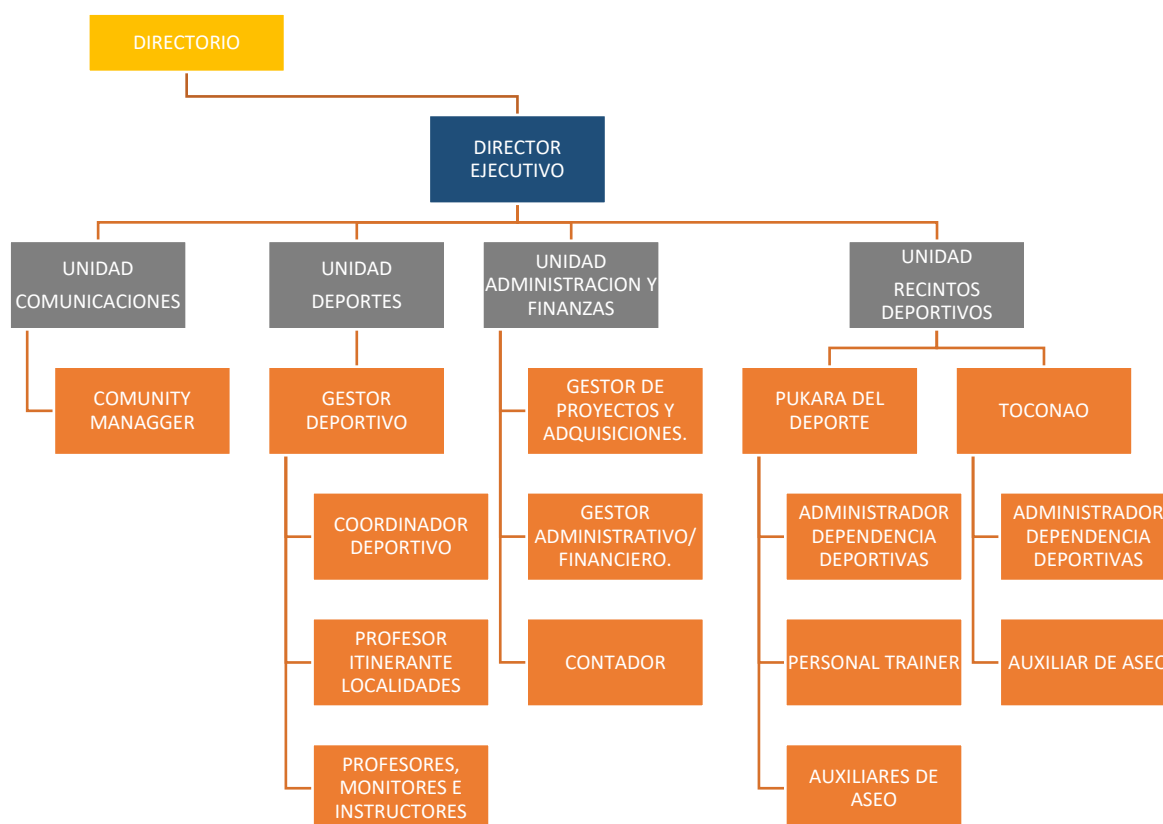 DIRECTORIO
DIRECTOR
EJECUTIVO
UNIDAD
COMUNICACIONES
UNIDAD
DEPORTES
UNIDAD
ADMINISTRACION Y
FINANZAS
UNIDAD
RECINTOS
DEPORTIVOS
COMUNITY
MANAGGER
GESTOR
DEPORTIVO
GESTOR DE
PROYECTOS Y
ADQUISICIONES.
PUKARA DEL
DEPORTE
TOCONAO
COORDINADOR
DEPORTIVO
GESTOR
ADMINISTRATIVO/
FINANCIERO.
ADMINISTRADOR
DEPENDENCIA
DEPORTIVAS
ADMINISTRADOR
DEPENDENCIA
DEPORTIVAS
PROFESOR
ITINERANTE
LOCALIDADES
CONTADOR
PERSONAL TRAINER
AUXILIAR DE ASEO
PROFESORES,
MONITORES E
INSTRUCTORES
AUXILIARES DE
ASEO